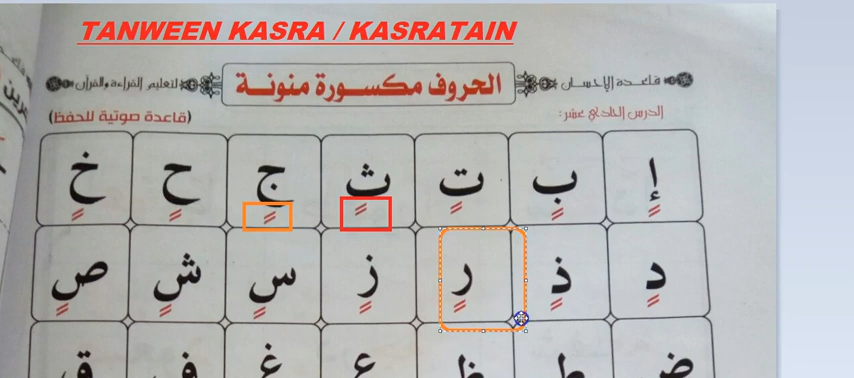 TANWEEN KASRA / KASRATAIN
قاعدة الإحسان
الحروف مكسورة منونة
لتعليم القراءة والقرآن
الدرس الحادي عشر:
(قاعدة صوتية للحفظ)
إٍ بٍ تٍ ثٍ جٍ حٍ خٍ
دٍ ذٍ رٍ زٍ سٍ شٍ صٍ
ض ط ظ ع غ ف ق